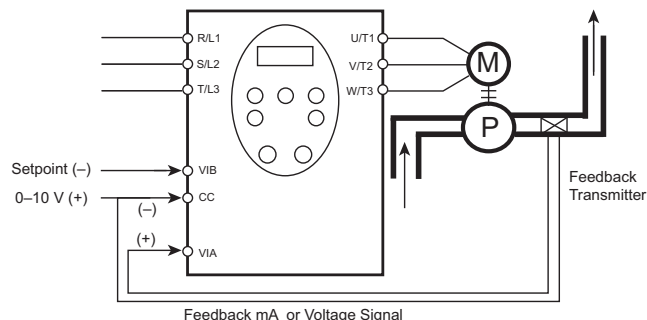 R/L1
S/L2
T/L3
U/T1
V/T2
W/T3
M
P
Setpoint (–)
VIB
0–10 V (+)
CC
(–)
(+)
VIA
Feedback
Transmitter
Feedback mA or Voltage Signal